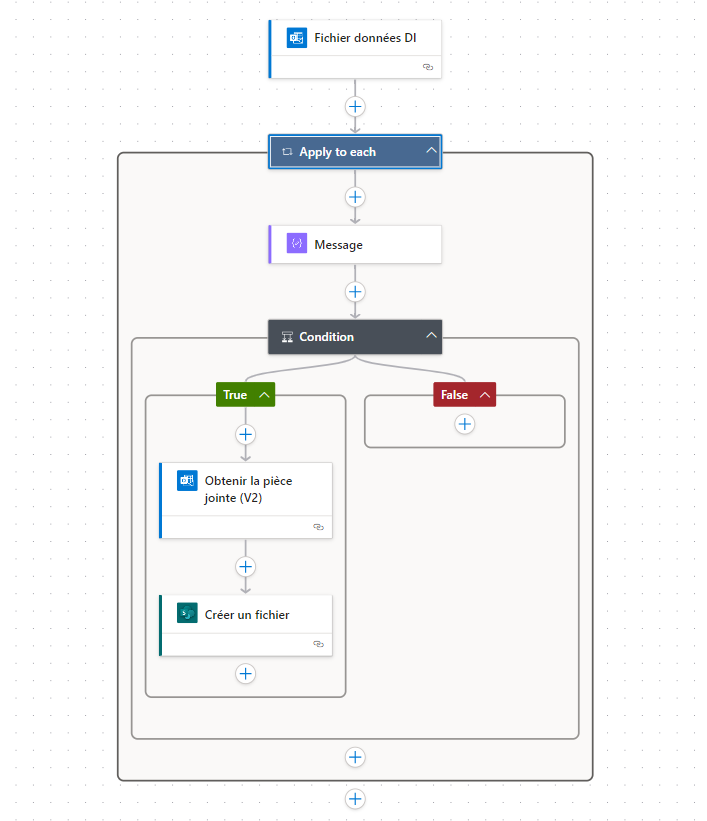 Fichier données DI
Apply to each
Message
Condition
True
False
Obtenir la pièce
jointe (V2)
Créer un fichier